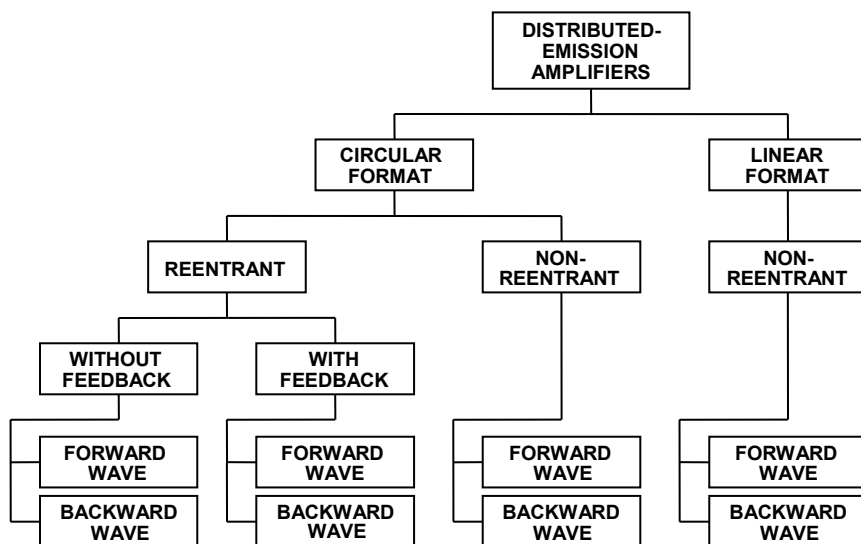 DISTRIBUTED-
EMISSION
AMPLIFIERS
CIRCULAR
FORMAT
LINEAR
FORMAT
REENTRANT
NON-
REENTRANT
NON-
REENTRANT
WITHOUT
FEEDBACK
WITH
FEEDBACK
FORWARD
WAVE
FORWARD
WAVE
FORWARD
WAVE
FORWARD
WAVE
BACKWARD
WAVE
BACKWARD
WAVE
BACKWARD
WAVE
BACKWARD
WAVE